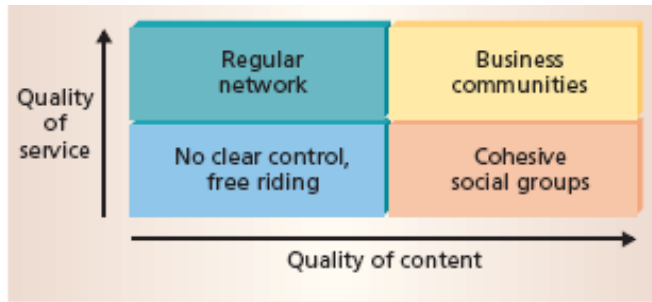 Regular
network
Business
communities
Quality
of
service
No clear control,
free riding
Cohesive
social groups
Quality of content